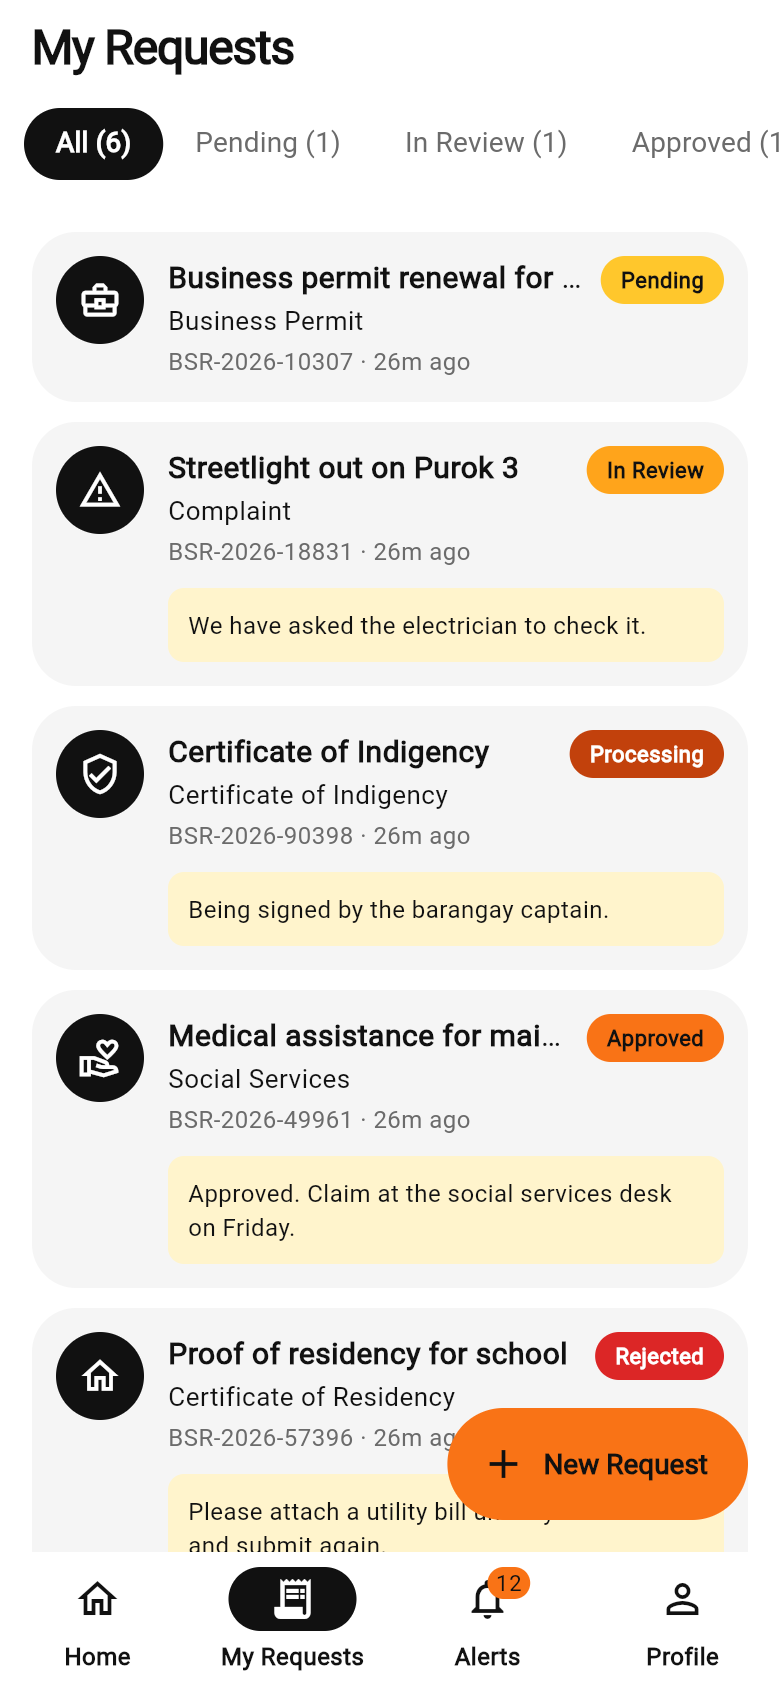 My Requests
All (6)
Pending (1)
In Review (1)
Approved (1
Business permit renewal for ...
Pending
Business Permit
BSR-2026-10307 · 26m ago
Streetlight out on Purok 3
In Review
Complaint
BSR-2026-18831 · 26m ago
We have asked the electrician to check it.
Certificate of Indigency
Processing
Certificate of Indigency
BSR-2026-90398 · 26m ago
Being signed by the barangay captain.
Medical assistance for mai...
Approved
Social Services
BSR-2026-49961 · 26m ago
Approved. Claim at the social services desk
on Friday.
Proof of residency for school
Rejected
Certificate of Residency
BSR-2026-57396 · 26m ag
New Request
Please attach a utility bill
and submit again.
12
Home
My Requests
Alerts
Profile